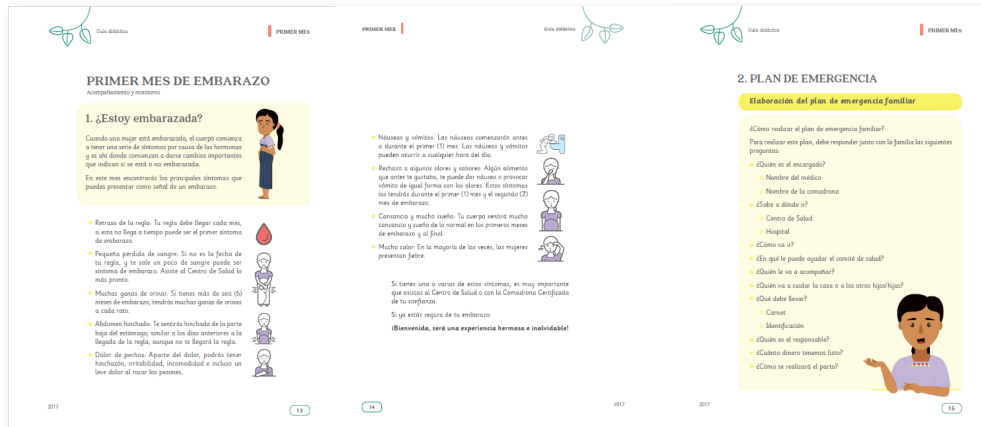 Guía didáctica
PRIMER MES
PRIMER MES DE EMBARAZO
Acompañamiento y monitoreo
1. ¿Estoy embarazada?
Cuando una mujer está embarazada, el cuerpo comienza
a tener una serie de síntomas por causa de las hormonas
y es ahí donde comienzan a darse cambios importantes
que indican si se está o no embarazada.
En este mes encontrarás los principales síntomas que
puedes presentar como señal de un embarazo.
Retraso de la regla: Tu regla debe llegar cada mes,
si esta no llega a tiempo puede ser el primer síntoma
de embarazo.
Pequeña pérdida de sangre: Si no es la fecha de
tu regla, y te sale un poco de sangre puede ser
síntoma de embarazo. Asiste al Centro de Salud lo
más pronto.
Muchas ganas de orinar: Si tienes más de seis (6)
meses de embarazo, tendrás muchas ganas de orinar
a cada rato.
Abdomen hinchado: Te sentirás hinchada de la parte
baja del estómago, similar a los días anteriores a la
llegada de la regla, aunque no te llegará la regla.
Dolor de pechos: Aparte del dolor, podrás tener
hinchazón, irritabilidad, incomodidad e incluso un
leve dolor al rozar los pezones.
2017
13
PRIMER MES
Guía didáctica
Náuseas y vómitos: Las náuseas comenzarán antes
o durante el primer (1) mes. Las náuseas y vómitos
pueden ocurrir a cualquier hora del día.
Rechazo a algunos olores y sabores: Algún alimento
que antes te gustaba, te puede dar náusea o provocar
vómito de igual forma con los olores. Estos síntomas
los tendrás durante el primer (1) mes y el segundo (2)
mes de embarazo.
Cansancio y mucho sueño: Tu cuerpo sentirá mucho
cansancio y sueño de lo normal en los primeros meses
de embarazo y al final.
Mucho calor: En la mayoría de las veces, las mujeres
presentan fiebre.
Si tienes uno o varios de estos síntomas, es muy importante
que asistas al Centro de Salud o con la Comadrona Certificada
de tu confianza.
Si ya estás segura de tu embarazo:
¡Bienvenida, será una experiencia hermosa e inolvidable!
14
2017
Guía didáctica
PRIMER MES
2. PLAN DE EMERGENCIA
Elaboración del plan de emergencia familiar
¿Cómo realizar el plan de emergencia familiar?
Para realizar este plan, debe responder junto con la familia las siguientes
preguntas:
¿Quién es el encargado?
Nombre del médico
Nombre de la comadrona
¿Sabe a dónde ir?
Centro de Salud
Hospital
¿Cómo va ir?
¿En qué le puede ayudar el comité de salud?
¿Quién le va a acompañar?
¿Quién va a cuidar la casa o a los otros hijos/hijas?
¿Qué debe llevar?
Carnet
Identificación
¿Quién es el responsable?
¿Cuánto dinero tenemos listo?
¿Cómo se realizará el parto?
2017
15